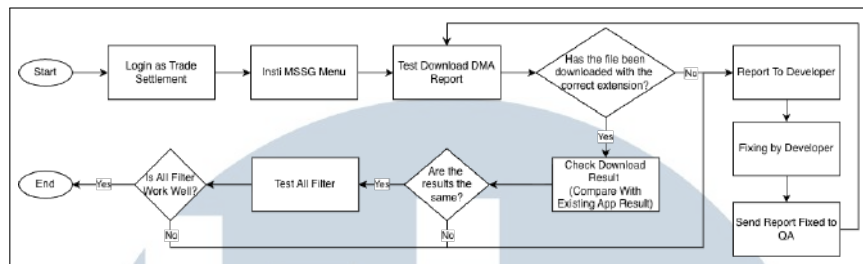 Start
Login as Trade
Settlement
Insti MSSG Menu
Test Download DMA
Report
Has the file been
downloaded with the
correct extension?
No
Report To Developer
Fixing by Developer
Send Report Fixed to
QA
Yes
Check Download
Result
(Compare With
Existing App Result)
Are the
results the
same?
Yes
No
Test All Filter
Is All Filter
Work Well?
Yes
No
End